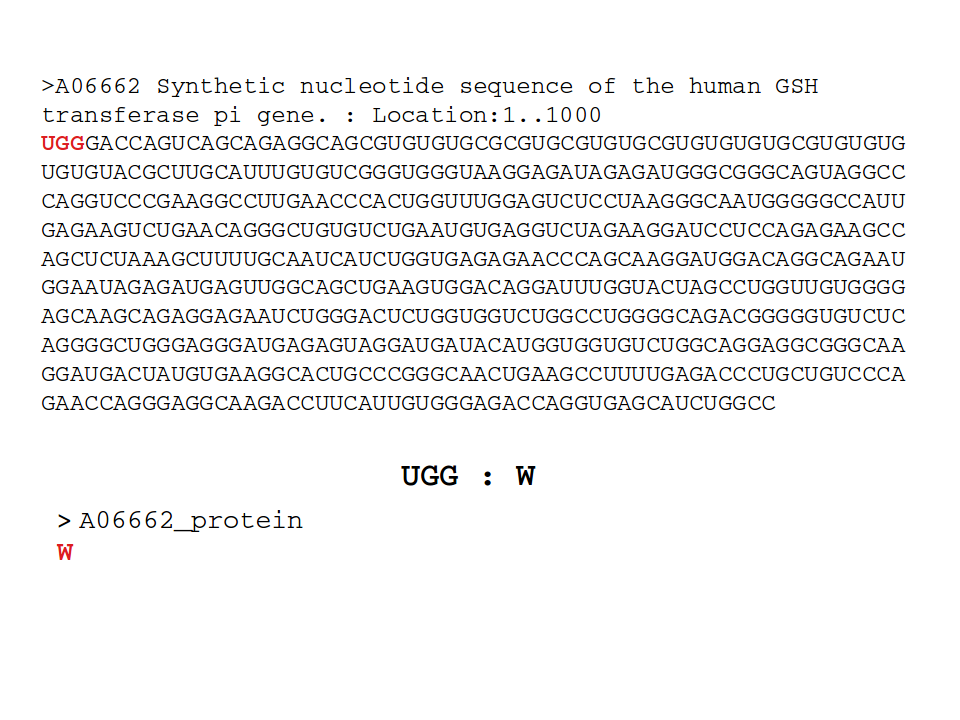 >A06662 Synthetic nucleotide sequence of the human GSH
transferase pi gene. : Location:1..1000
UGGGACCAGUCAGCAGAGGCAGCGUGUGUGCGCGUGCGUGUGCGUGUGUGUGCGUGUGUG
UGUGUACGCUUGCAUUUGUGUCGGGUGGGUAAGGAGAUAGAGAUGGGCGGGCAGUAGGCC
CAGGUCCCGAAGGCCUUGAACCCACUGGUUUGGAGUCUCCUAAGGGCAAUGGGGGCCAUU
GAGAAGUCUGAACAGGGCUGUGUCUGAAUGUGAGGUCUAGAAGGAUCCUCCAGAGAAGCC
AGCUCUAAAGCUUUUGCAAUCAUCUGGUGAGAGAACCCAGCAAGGAUGGACAGGCAGAAU
GGAAUAGAGAUGAGUUGGCAGCUGAAGUGGACAGGAUUUGGUACUAGCCUGGUUGUGGGG
AGCAAGCAGAGGAGAAUCUGGGACUCUGGUGGUCUGGCCUGGGGCAGACGGGGGUGUCUC
AGGGGCUGGGAGGGAUGAGAGUAGGAUGAUACAUGGUGGUGUCUGGCAGGAGGCGGGCAA
GGAUGACUAUGUGAAGGCACUGCCCGGGCAACUGAAGCCUUUUGAGACCCUGCUGUCCCA
GAACCAGGGAGGCAAGACCUUCAUUGUGGGAGACCAGGUGAGCAUCUGGCC
UGG : W
> A06662_protein
W